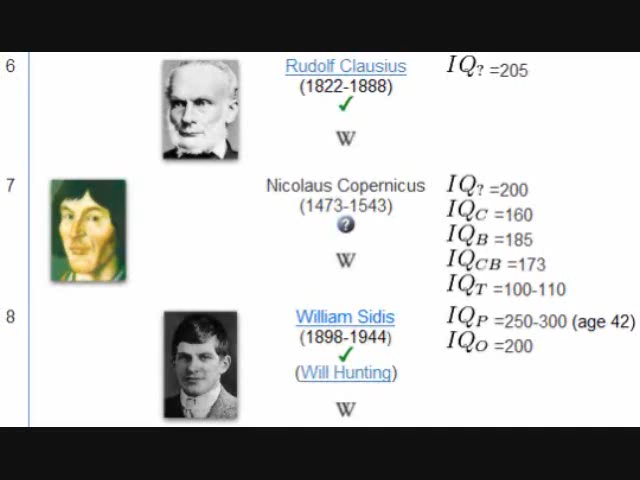 6
Rudolf Clausius
(1822-1888)
W
IQ? =205
7
Nicolaus Copernicus
(1473-1543)
?
W
IQ? =200
IQC =160
IQB =185
IQCB =173
IQT =100-110
8
William Sidis
(1898-1944)
(Will Hunting)
W
IQP =250-300 (age 42)
IQO =200